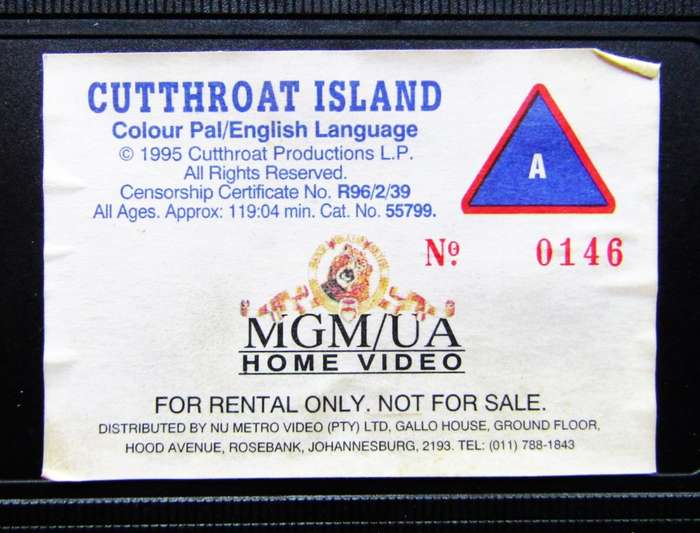 CUTTHROAT ISLAND
Colour Pal/English Language
© 1995 Cutthroat Productions L.P.
All Rights Reserved.
Censorship Certificate No. R96/2/39
All Ages. Approx: 119:04 min. Cat. No. 55799.
A
Nº 0146
MGM/UA
HOME VIDEO
FOR RENTAL ONLY. NOT FOR SALE.
DISTRIBUTED BY NU METRO VIDEO (PTY) LTD, GALLO HOUSE, GROUND FLOOR,
HOOD AVENUE, ROSEBANK, JOHANNESBURG, 2193. TEL: (011) 788-1843